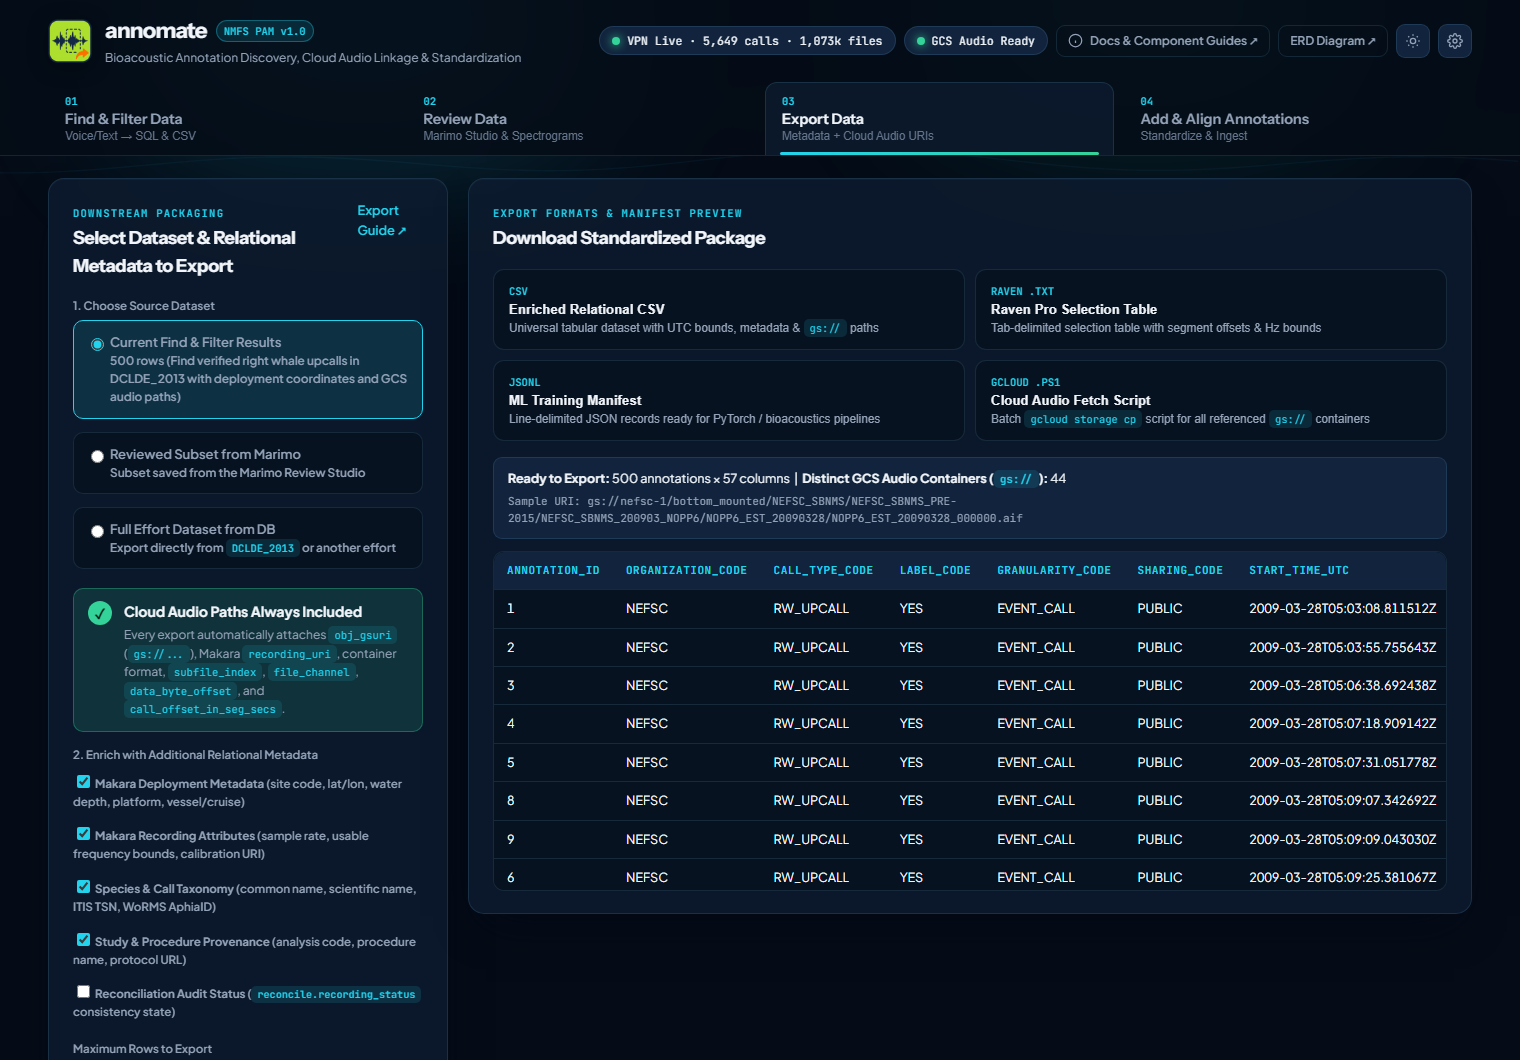 annomate NMFS PAM v1.0
Bioacoustic Annotation Discovery, Cloud Audio Linkage & Standardization
VPN Live · 5,649 calls · 1,073k files
GCS Audio Ready
Docs & Component Guides ↗
ERD Diagram ↗
01
Find & Filter Data
Voice/Text → SQL & CSV
02
Review Data
Marimo Studio & Spectrograms
03
Export Data
Metadata + Cloud Audio URIs
04
Add & Align Annotations
Standardize & Ingest
DOWNSTREAM PACKAGING
Select Dataset & Relational
Metadata to Export
Export
Guide ↗
1. Choose Source Dataset
Current Find & Filter Results
500 rows (Find verified right whale upcalls in
DCLDE_2013 with deployment coordinates and GCS
audio paths)
Reviewed Subset from Marimo
Subset saved from the Marimo Review Studio
Full Effort Dataset from DB
Export directly from DCLDE_2013 or another effort
✓ Cloud Audio Paths Always Included
Every export automatically attaches obj_gsuri
(gs://...), Makara recording_uri, container
format, subfile_index, file_channel,
data_byte_offset, and
call_offset_in_seg_secs.
2. Enrich with Additional Relational Metadata
Makara Deployment Metadata (site code, lat/lon, water
depth, platform, vessel/cruise)
Makara Recording Attributes (sample rate, usable
frequency bounds, calibration URI)
Species & Call Taxonomy (common name, scientific name,
ITIS TSN, WoRMS AphiaID)
Study & Procedure Provenance (analysis code, procedure
name, protocol URL)
Reconciliation Audit Status (reconcile.recording_status
consistency state)
Maximum Rows to Export
EXPORT FORMATS & MANIFEST PREVIEW
Download Standardized Package
CSV
Enriched Relational CSV
Universal tabular dataset with UTC bounds, metadata & gs:// paths
RAVEN .TXT
Raven Pro Selection Table
Tab-delimited selection table with segment offsets & Hz bounds
JSONL
ML Training Manifest
Line-delimited JSON records ready for PyTorch / bioacoustics pipelines
GCLOUD .PS1
Cloud Audio Fetch Script
Batch gcloud storage cp script for all referenced gs:// containers
Ready to Export: 500 annotations × 57 columns | Distinct GCS Audio Containers (gs://): 44
Sample URI: gs://nefsc-1/bottom_mounted/NEFSC_SBNMS/NEFSC_SBNMS_PRE-
2015/NEFSC_SBNMS_200903_NOPP6/NOPP6_EST_20090328/NOPP6_EST_20090328_000000.aif
ANNOTATION_ID ORGANIZATION_CODE CALL_TYPE_CODE LABEL_CODE GRANULARITY_CODE SHARING_CODE START_TIME_UTC
1 NEFSC RW_UPCALL YES EVENT_CALL PUBLIC 2009-03-28T05:03:08.811512Z
2 NEFSC RW_UPCALL YES EVENT_CALL PUBLIC 2009-03-28T05:03:55.755643Z
3 NEFSC RW_UPCALL YES EVENT_CALL PUBLIC 2009-03-28T05:06:38.692438Z
4 NEFSC RW_UPCALL YES EVENT_CALL PUBLIC 2009-03-28T05:07:18.909142Z
5 NEFSC RW_UPCALL YES EVENT_CALL PUBLIC 2009-03-28T05:07:31.051778Z
8 NEFSC RW_UPCALL YES EVENT_CALL PUBLIC 2009-03-28T05:09:07.342692Z
9 NEFSC RW_UPCALL YES EVENT_CALL PUBLIC 2009-03-28T05:09:09.043030Z
6 NEFSC RW_UPCALL YES EVENT_CALL PUBLIC 2009-03-28T05:09:25.381067Z